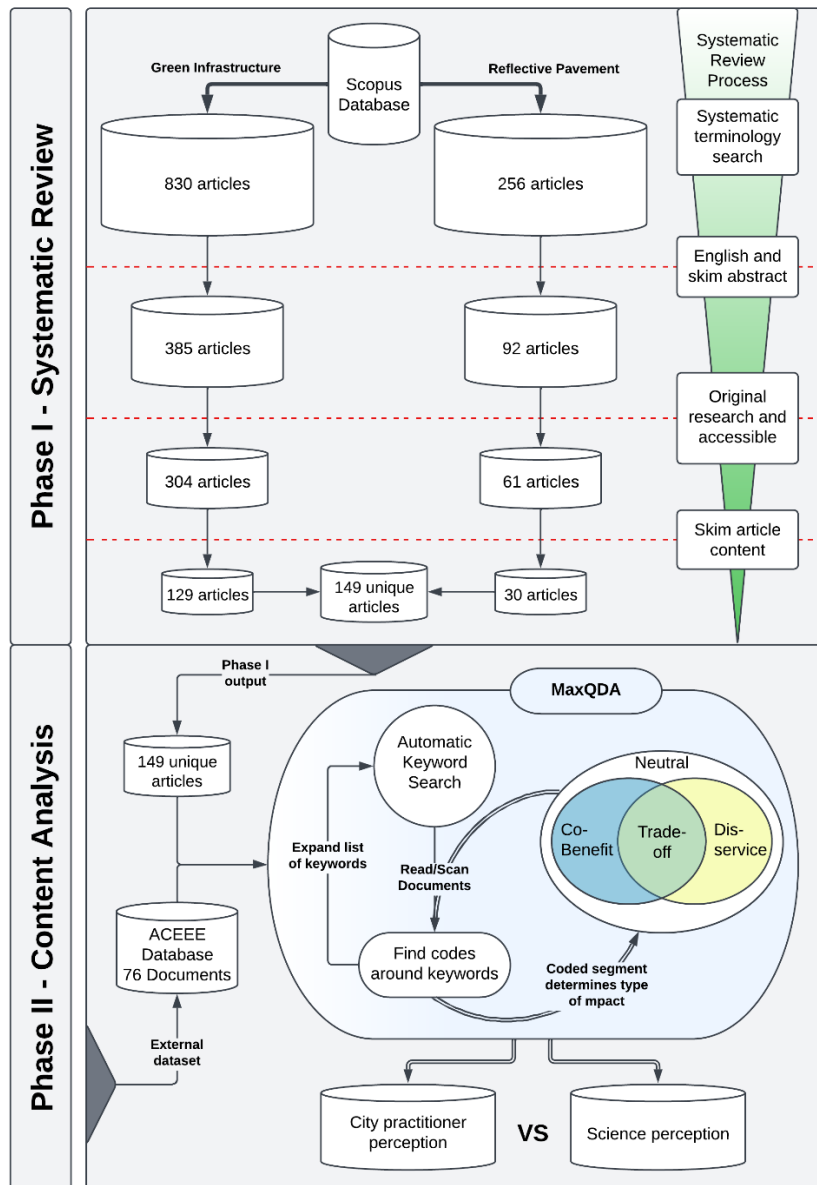 Phase I - Systematic Review
Green Infrastructure
Scopus
Database
Reflective Pavement
Systematic
Review
Process
830 articles
256 articles
Systematic
terminology
search
English and
skim abstract
385 articles
92 articles
Original
research and
accessible
304 articles
61 articles
Skim article
content
129 articles
149 unique
articles
30 articles
Phase II - Content Analysis
Phase I
output
149 unique
articles
ACEEE
Database
76 Documents
External
dataset
MaxQDA
Automatic
Keyword
Search
Expand list
of keywords
Read/Scan
Documents
Find codes
around keywords
Neutral
Co-
Benefit
Trade-
off
Dis-
service
Coded segment
determines type
of mpact
City practitioner
perception
VS
Science perception